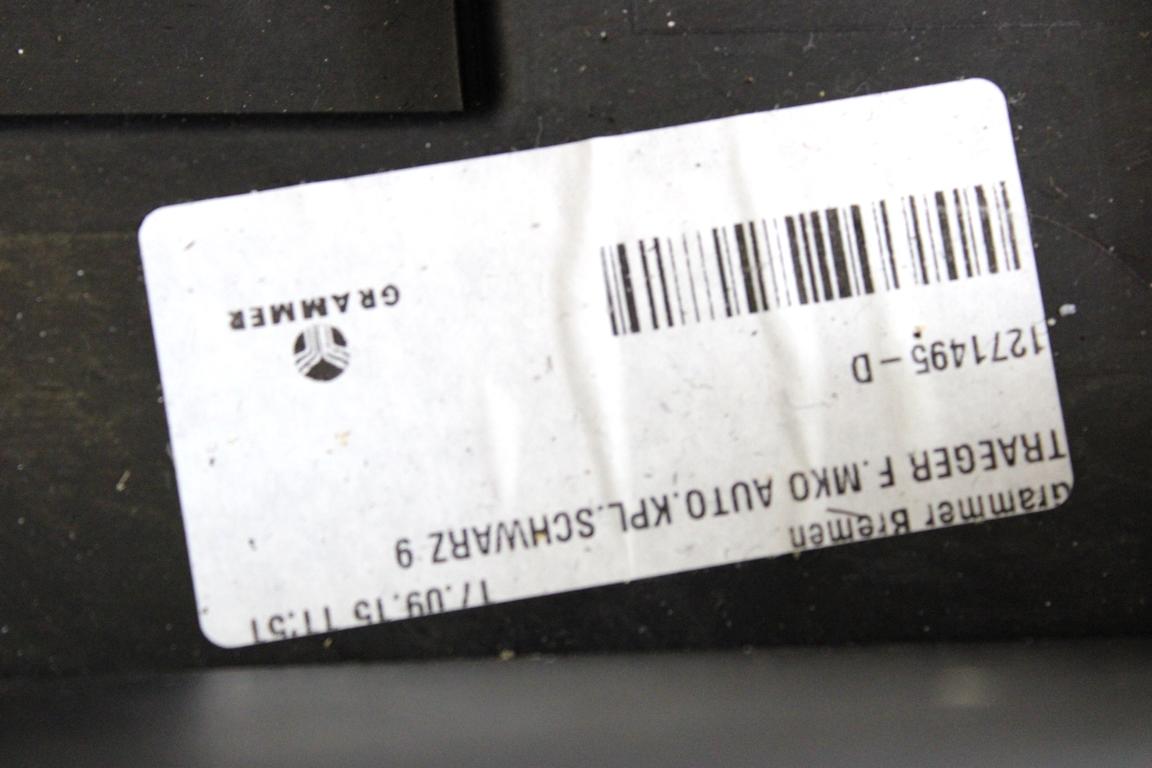 Grammer Bremen
17.09.15 11:51
TRAEGER F.MKO AUTO.KPL.SCHWARZ 9
1271495 - D
GRAMMER